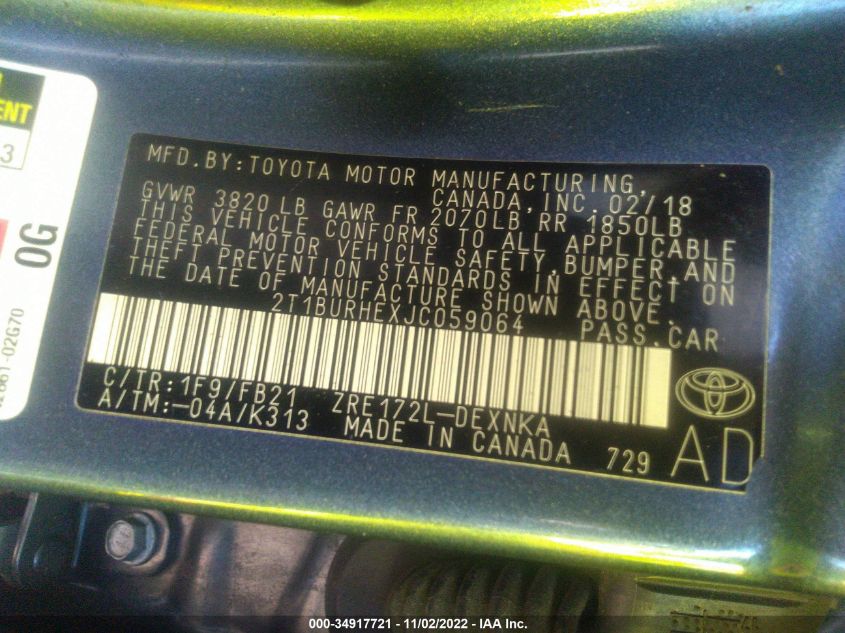 ENT
3
0G
02G70
MFD.BY:TOYOTA MOTOR MANUFACTURING,
CANADA, INC. 02/18
GVWR 3820 LB GAWR FR 2070LB RR 1850LB
THIS VEHICLE CONFORMS TO ALL APPLICABLE
FEDERAL MOTOR VEHICLE SAFETY,BUMPER,AND
THEFT PREVENTION STANDARDS IN EFFECT ON
THE DATE OF MANUFACTURE SHOWN ABOVE.
2T1BURHEXJC059064 PASS.CAR
C/TR:1F9/FB21 ZRE172L-DEXNKA
A/TM:-04A/K313 MADE IN CANADA 729
AD
000-34917721 - 11/02/2022 - IAA Inc.